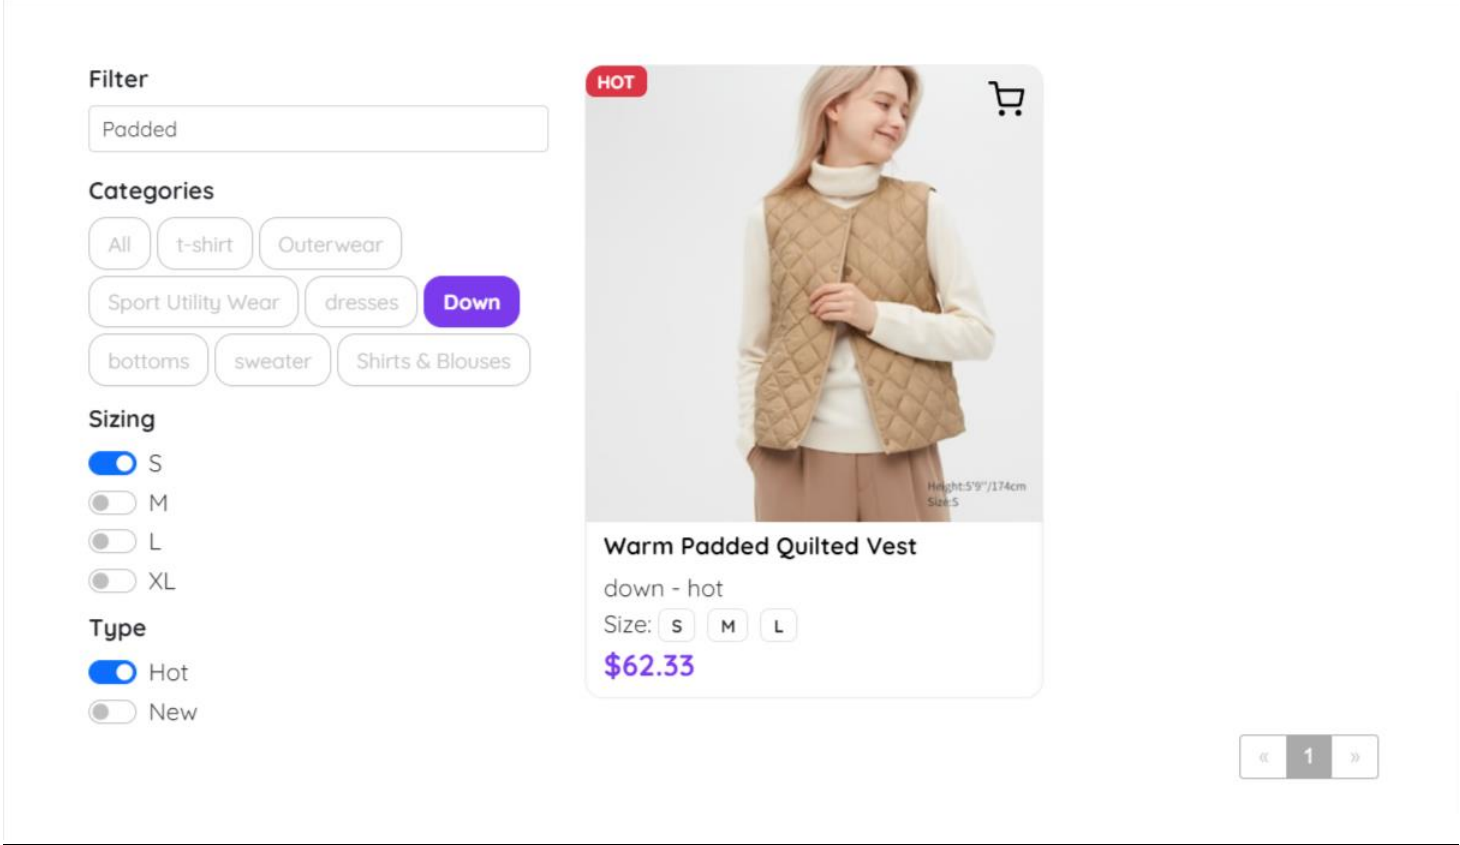 Filter
Padded
Categories
All
t-shirt
Outerwear
Sport Utility Wear
dresses
Down
bottoms
sweater
Shirts & Blouses
Sizing
S
M
L
XL
Type
Hot
New
HOT
Height:5'9"/174cm
Size:S
Warm Padded Quilted Vest
down - hot
Size: S M L
$62.33
« 1 »